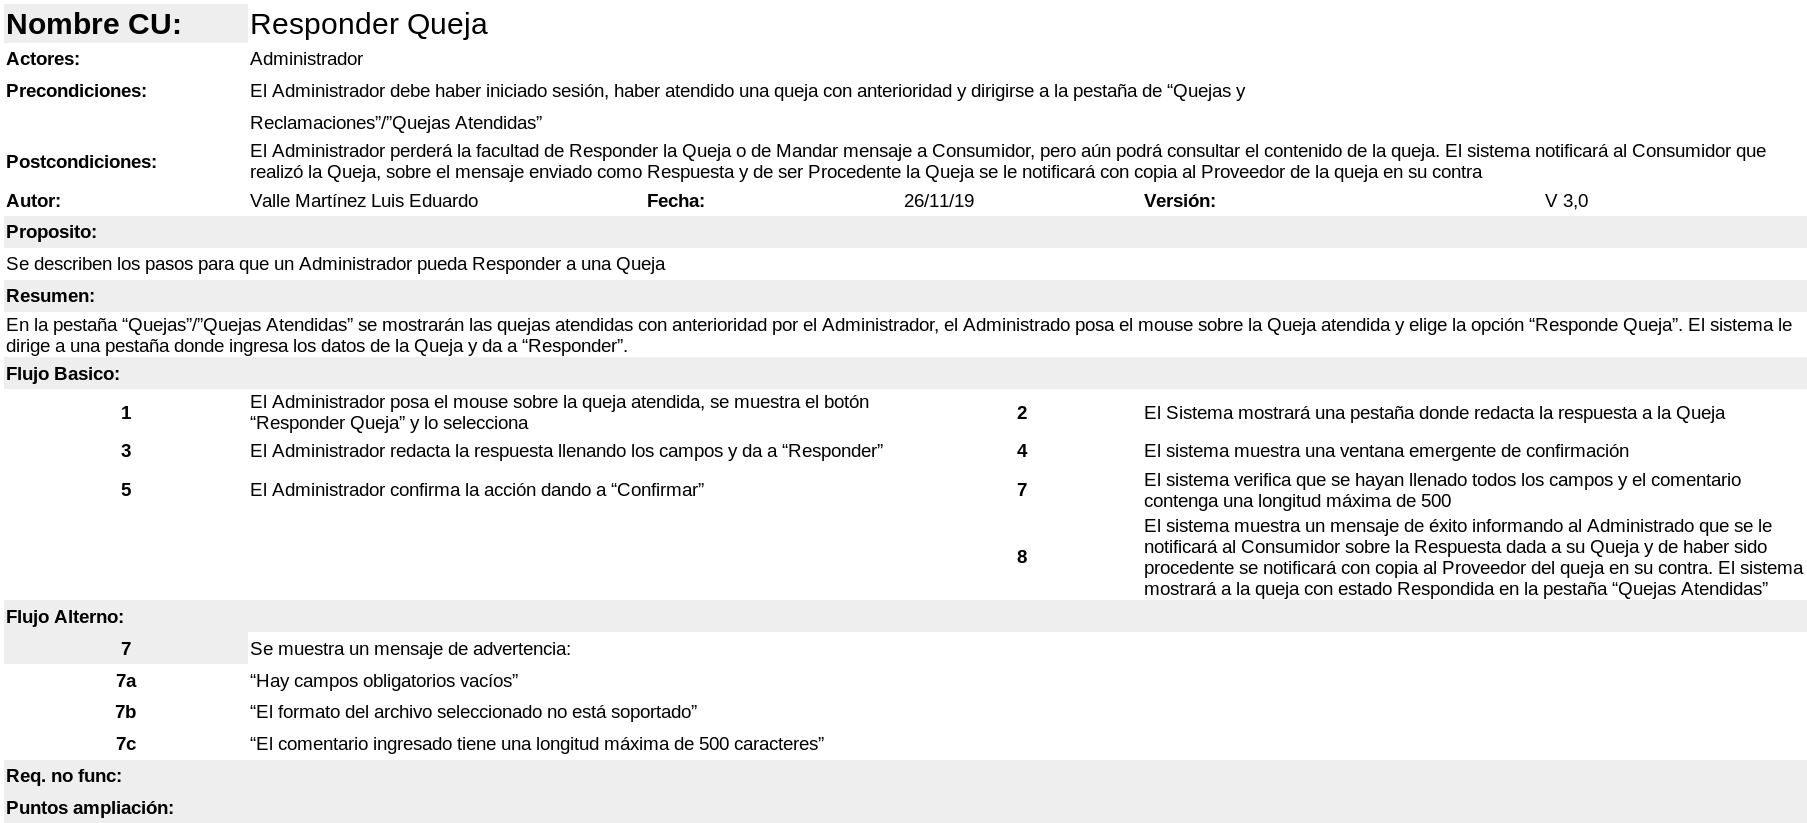 Nombre CU: Responder Queja
Actores: Administrador
Precondiciones: El Administrador debe haber iniciado sesión, haber atendido una queja con anterioridad y dirigirse a la pestaña de “Quejas y
Reclamaciones”/”Quejas Atendidas”
Postcondiciones: El Administrador perderá la facultad de Responder la Queja o de Mandar mensaje a Consumidor, pero aún podrá consultar el contenido de la queja. El sistema notificará al Consumidor que
realizó la Queja, sobre el mensaje enviado como Respuesta y de ser Procedente la Queja se le notificará con copia al Proveedor de la queja en su contra
Autor: Valle Martínez Luis Eduardo Fecha: 26/11/19 Versión: V 3,0
Proposito:
Se describen los pasos para que un Administrador pueda Responder a una Queja
Resumen:
En la pestaña “Quejas”/”Quejas Atendidas” se mostrarán las quejas atendidas con anterioridad por el Administrador, el Administrado posa el mouse sobre la Queja atendida y elige la opción “Responde Queja”. El sistema le
dirige a una pestaña donde ingresa los datos de la Queja y da a “Responder”.
Flujo Basico:
1 El Administrador posa el mouse sobre la queja atendida, se muestra el botón
“Responder Queja” y lo selecciona
2 El Sistema mostrará una pestaña donde redacta la respuesta a la Queja
3 El Administrador redacta la respuesta llenando los campos y da a “Responder”
4 El sistema muestra una ventana emergente de confirmación
5 El Administrador confirma la acción dando a “Confirmar”
7 El sistema verifica que se hayan llenado todos los campos y el comentario
contenga una longitud máxima de 500
8 El sistema muestra un mensaje de éxito informando al Administrado que se le
notificará al Consumidor sobre la Respuesta dada a su Queja y de haber sido
procedente se notificará con copia al Proveedor del queja en su contra. El sistema
mostrará a la queja con estado Respondida en la pestaña “Quejas Atendidas”
Flujo Alterno:
7 Se muestra un mensaje de advertencia:
7a “Hay campos obligatorios vacíos”
7b “El formato del archivo seleccionado no está soportado”
7c “El comentario ingresado tiene una longitud máxima de 500 caracteres”
Req. no func:
Puntos ampliación: